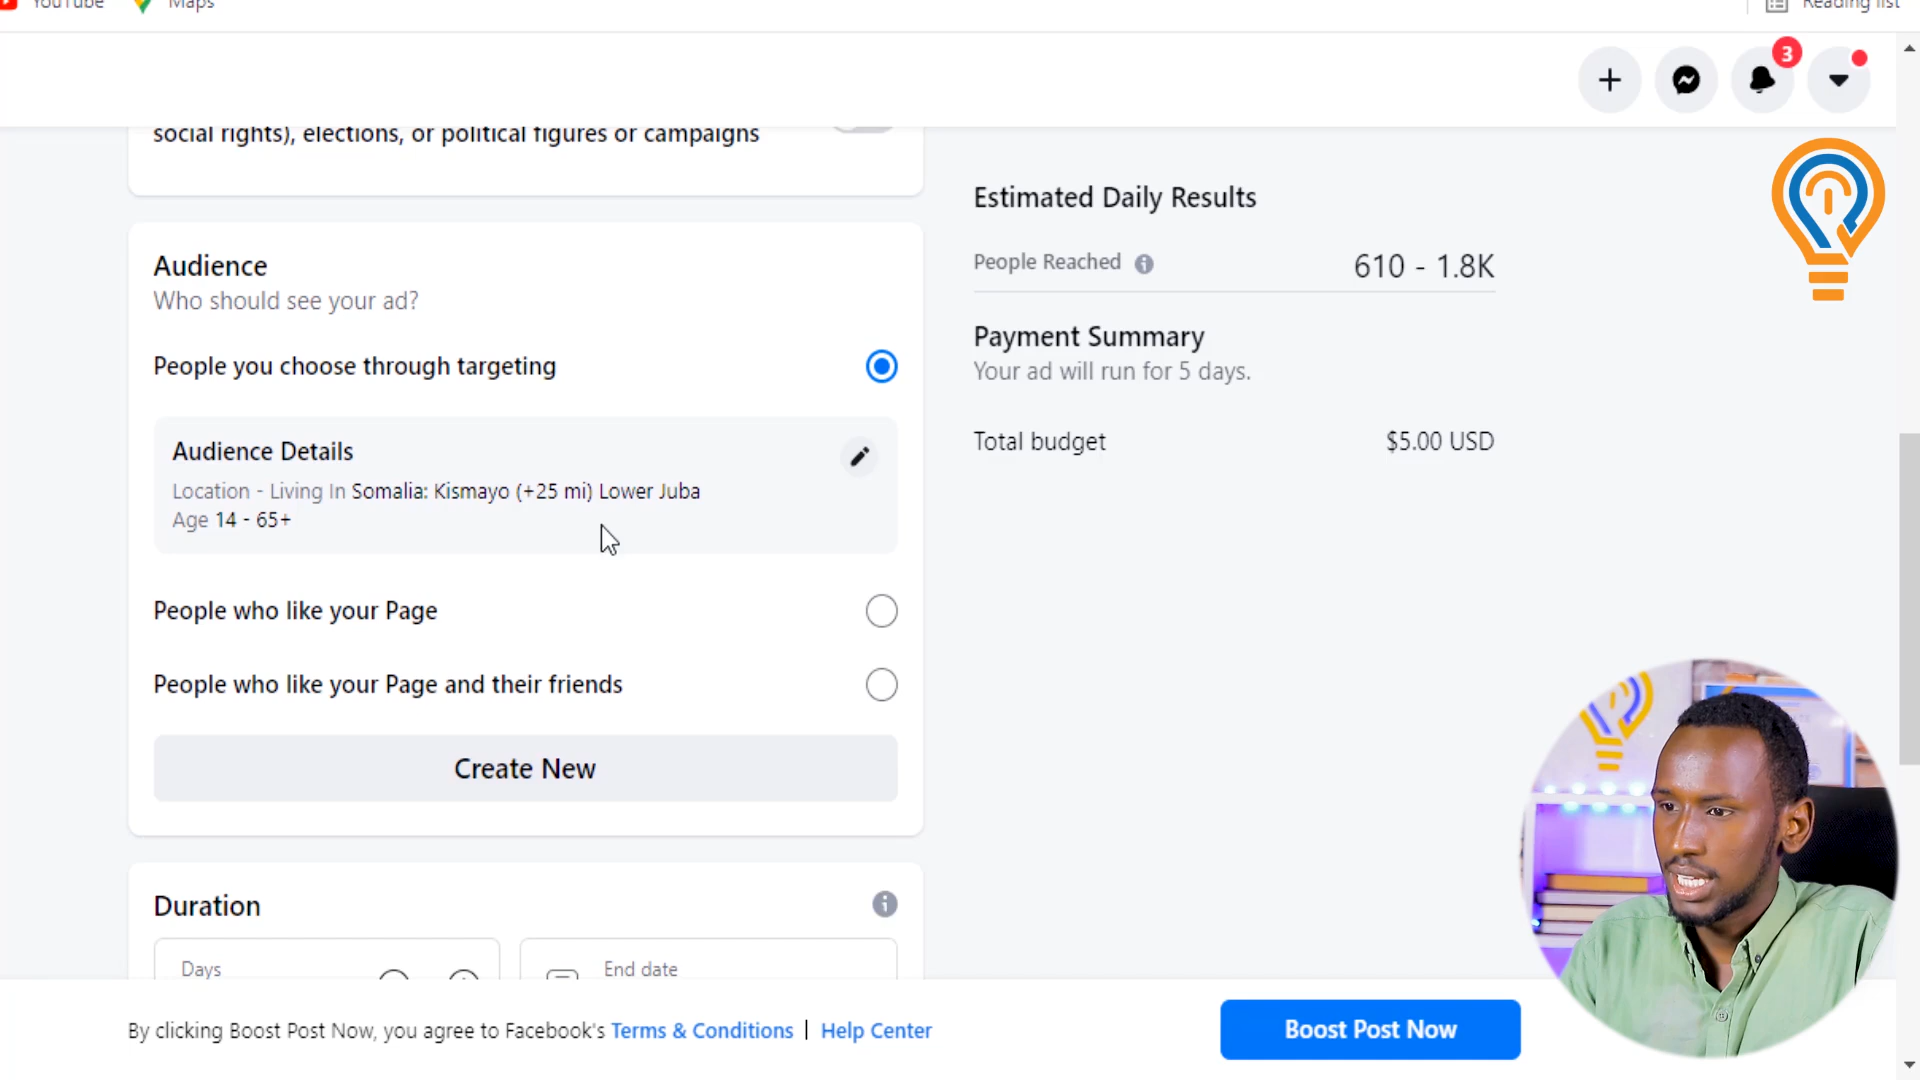 YouTube
Maps
Reading list
3
social rights), elections, or political figures or campaigns
Audience
Who should see your ad?
People you choose through targeting
Audience Details
Location - Living In Somalia: Kismayo (+25 mi) Lower Juba
Age 14 - 65+
People who like your Page
People who like your Page and their friends
Create New
Duration
Days
End date
Estimated Daily Results
People Reached
610 - 1.8K
Payment Summary
Your ad will run for 5 days.
Total budget
$5.00 USD
By clicking Boost Post Now, you agree to Facebook's Terms & Conditions | Help Center
Boost Post Now